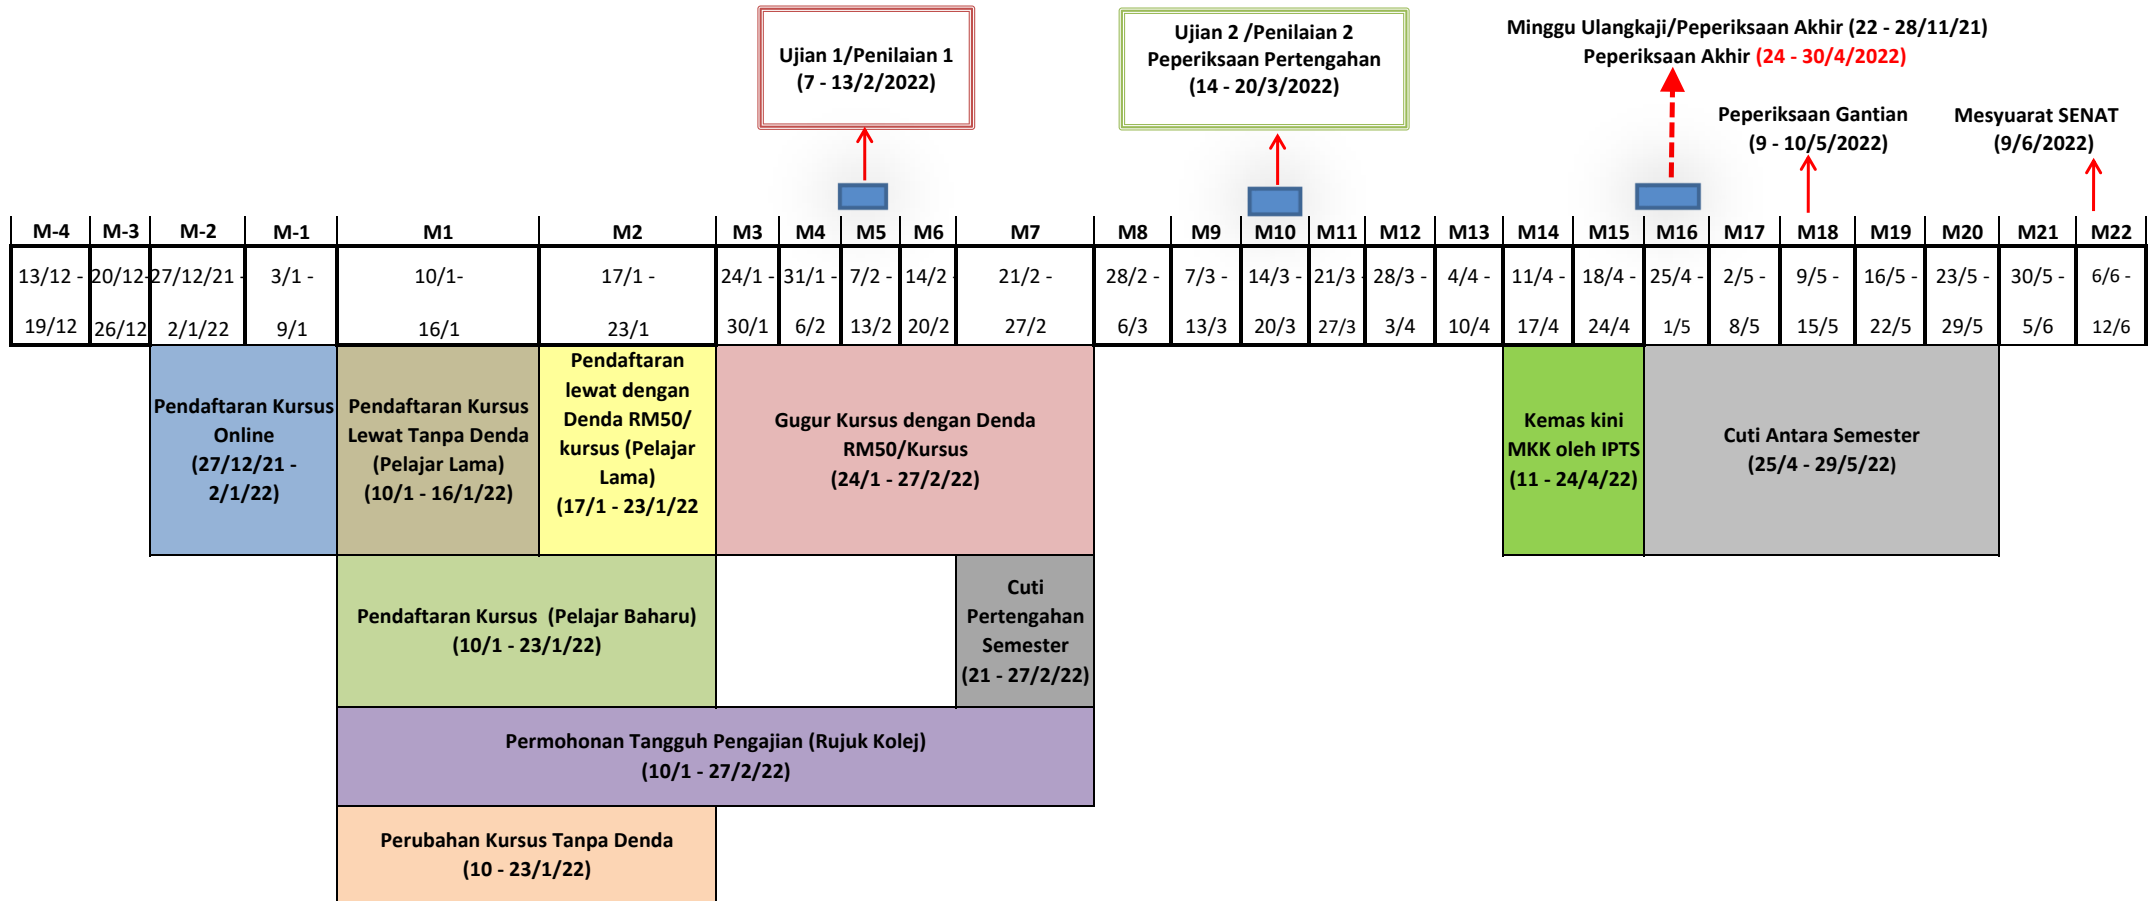 Ujian 1/Penilaian 1
(7 - 13/2/2022)
Ujian 2 /Penilaian 2
Peperiksaan Pertengahan
(14 - 20/3/2022)
Minggu Ulangkaji/Peperiksaan Akhir (22 - 28/11/21)
Peperiksaan Akhir (24 - 30/4/2022)
Peperiksaan Gantian
(9 - 10/5/2022)
Mesyuarat SENAT
(9/6/2022)
M-4 M-3 M-2 M-1 M1 M2 M3 M4 M5 M6 M7 M8 M9 M10 M11 M12 M13 M14 M15 M16 M17 M18 M19 M20 M21 M22
13/12 - 20/12- 27/12/21 - 3/1 - 10/1- 17/1 - 24/1 - 31/1 - 7/2 - 14/2 - 21/2 - 28/2 - 7/3 - 14/3 - 21/3 - 28/3 - 4/4 - 11/4 - 18/4 - 25/4 - 2/5 - 9/5 - 16/5 - 23/5 - 30/5 - 6/6 -
19/12 26/12 2/1/22 9/1 16/1 23/1 30/1 6/2 13/2 20/2 27/2 6/3 13/3 20/3 27/3 3/4 10/4 17/4 24/4 1/5 8/5 15/5 22/5 29/5 5/6 12/6
Pendaftaran Kursus
Online
(27/12/21 -
2/1/22)
Pendaftaran Kursus
Lewat Tanpa Denda
(Pelajar Lama)
(10/1 - 16/1/22)
Pendaftaran
lewat dengan
Denda RM50/
kursus (Pelajar
Lama)
(17/1 - 23/1/22
Gugur Kursus dengan Denda
RM50/Kursus
(24/1 - 27/2/22)
Kemas kini
MKK oleh IPTS
(11 - 24/4/22)
Cuti Antara Semester
(25/4 - 29/5/22)
Pendaftaran Kursus (Pelajar Baharu)
(10/1 - 23/1/22)
Cuti
Pertengahan
Semester
(21 - 27/2/22)
Permohonan Tangguh Pengajian (Rujuk Kolej)
(10/1 - 27/2/22)
Perubahan Kursus Tanpa Denda
(10 - 23/1/22)